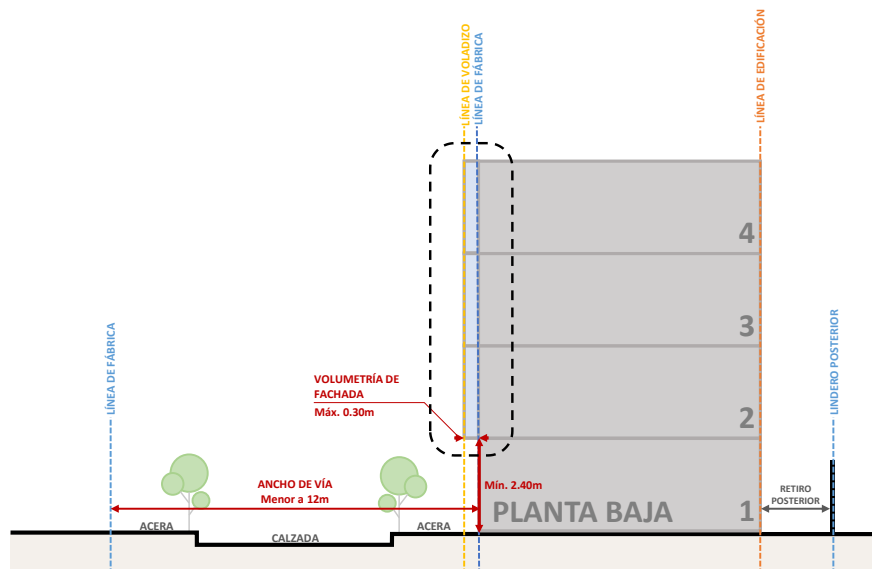 LÍNEA DE VOLADIZO
LÍNEA DE FÁBRICA
LÍNEA DE EDIFICACIÓN
4
3
LÍNEA DE FÁBRICA
LINDERO POSTERIOR
VOLUMETRÍA DE
FACHADA
Máx. 0.30m
2
ANCHO DE VÍA
Menor a 12m
Mín. 2.40m
RETIRO
POSTERIOR
PLANTA BAJA
1
ACERA
CALZADA
ACERA